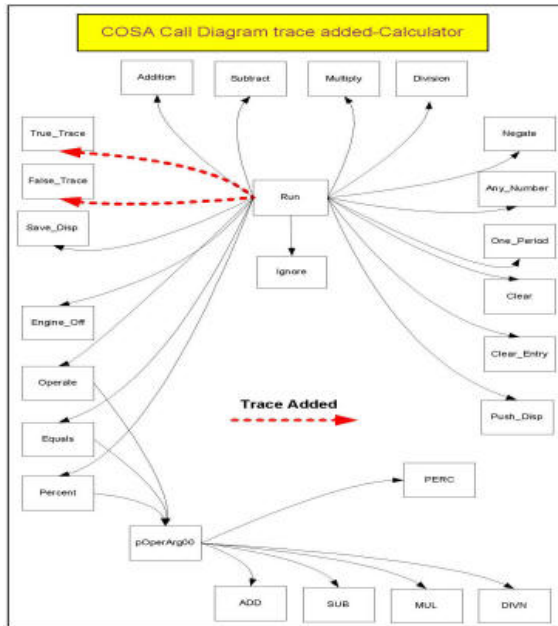 COSA Call Diagram trace added-Calculator
Addition
Subtract
Multiply
Division
True_Trace
Negate
False_Trace
Any_Number
Run
Save_Disp
One_Period
Ignore
Clear
Engine_Off
Clear_Entry
Operate
Trace Added
Push_Disp
Equals
Percent
PERC
pOperArg00
ADD
SUB
MUL
DIVN